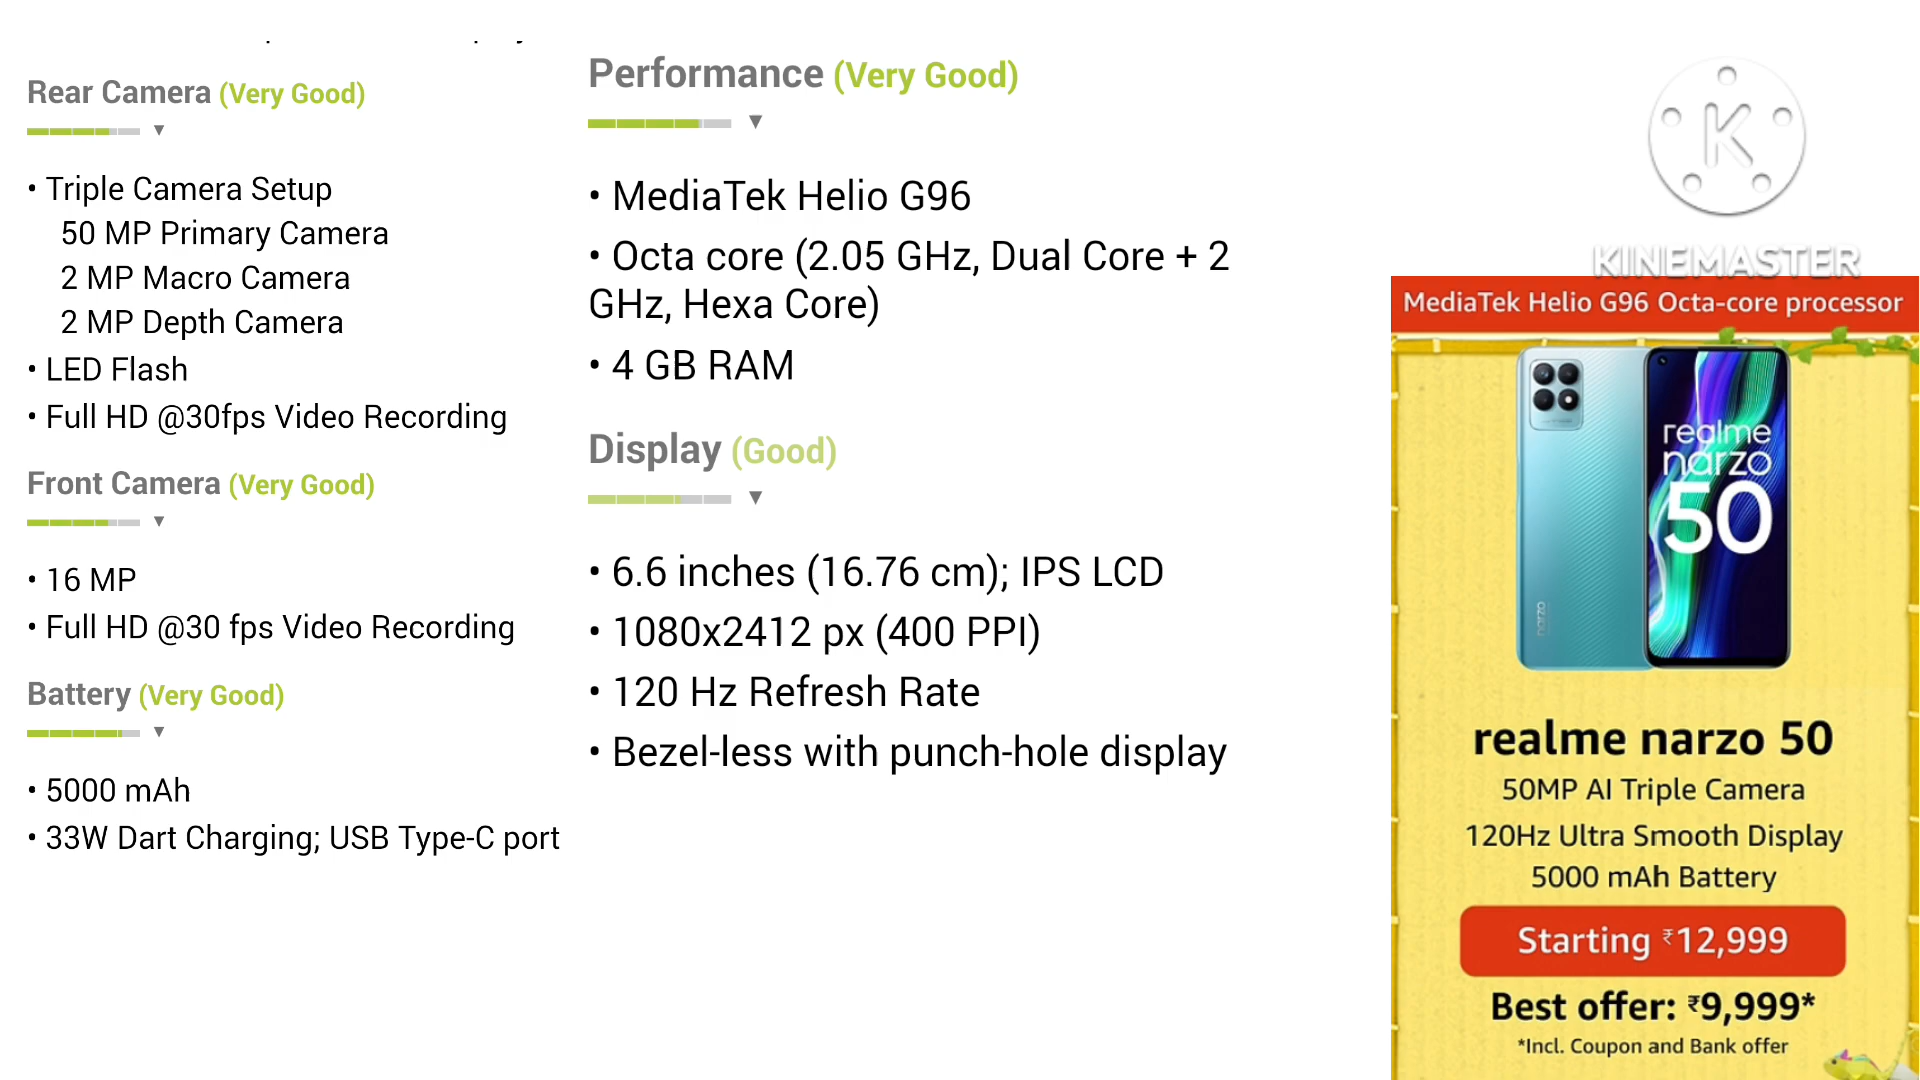 Rear Camera (Very Good)
• Triple Camera Setup
50 MP Primary Camera
2 MP Macro Camera
2 MP Depth Camera
• LED Flash
• Full HD @30fps Video Recording
Front Camera (Very Good)
• 16 MP
• Full HD @30 fps Video Recording
Battery (Very Good)
• 5000 mAh
• 33W Dart Charging; USB Type-C port
Performance (Very Good)
• MediaTek Helio G96
• Octa core (2.05 GHz, Dual Core + 2
GHz, Hexa Core)
• 4 GB RAM
Display (Good)
• 6.6 inches (16.76 cm); IPS LCD
• 1080x2412 px (400 PPI)
• 120 Hz Refresh Rate
• Bezel-less with punch-hole display
K
KINEMASTER
MediaTek Helio G96 Octa-core processor
realme
narzo
50
narzo
realme narzo 50
50MP AI Triple Camera
120Hz Ultra Smooth Display
5000 mAh Battery
Starting ₹12,999
Best offer: ₹9,999*
*Incl. Coupon and Bank offer